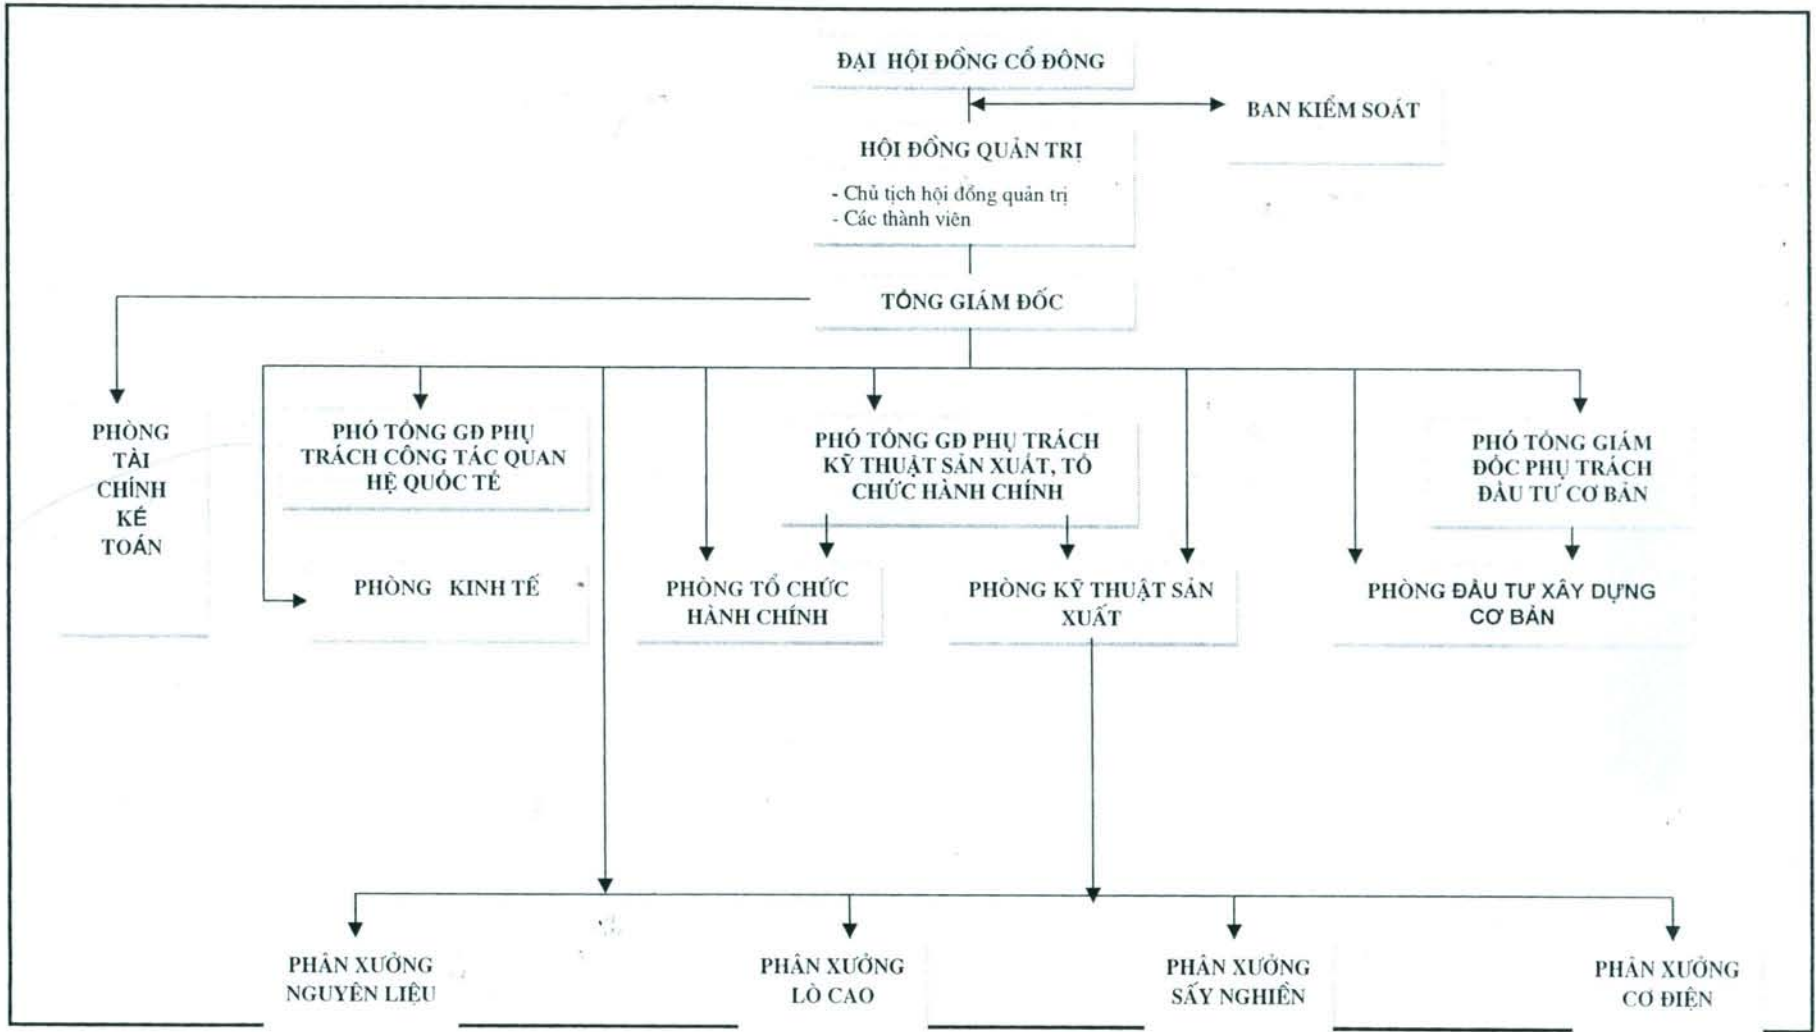 ĐẠI HỘI ĐỒNG CỔ ĐÔNG
BAN KIỂM SOÁT
HỘI ĐỒNG QUẢN TRỊ
- Chủ tịch hội đồng quản trị
- Các thành viên
TỔNG GIÁM ĐỐC
PHÒNG
TÀI
CHÍNH
KẾ
TOÁN
PHÓ TỔNG GĐ PHỤ
TRÁCH CÔNG TÁC QUAN
HỆ QUỐC TẾ
PHÓ TỔNG GĐ PHỤ TRÁCH
KỸ THUẬT SẢN XUẤT, TỔ
CHỨC HÀNH CHÍNH
PHÓ TỔNG GIÁM
ĐỐC PHỤ TRÁCH
ĐẦU TƯ CƠ BẢN
PHÒNG KINH TẾ
PHÒNG TỔ CHỨC
HÀNH CHÍNH
PHÒNG KỸ THUẬT SẢN
XUẤT
PHÒNG ĐẦU TƯ XÂY DỰNG
CƠ BẢN
PHÂN XƯỞNG
NGUYÊN LIỆU
PHÂN XƯỞNG
LÒ CAO
PHÂN XƯỞNG
SẤY NGHIỀN
PHÂN XƯỞNG
CƠ ĐIỆN